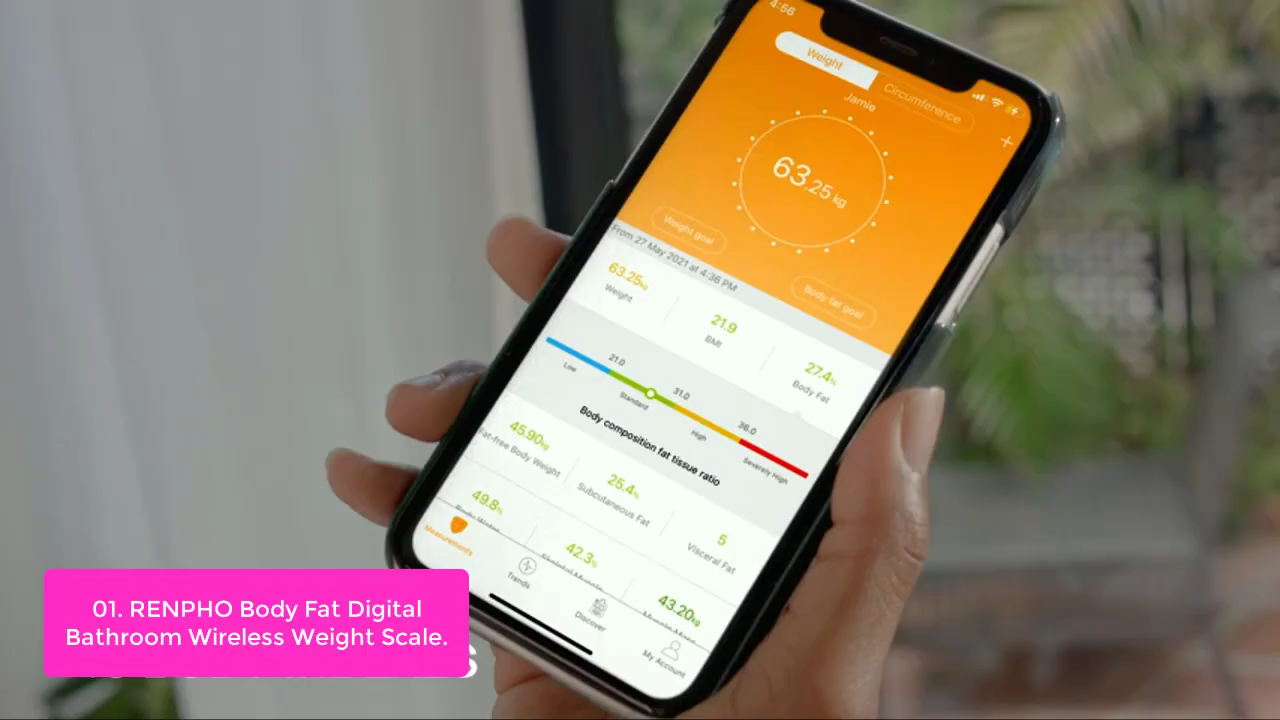 4:56
Weight
Circumference
Jamie
63.25 kg
Weight goal
Body fat goal
From 27 May 2021 at 4:36 PM
63.25kg
Weight
21.9
BMI
27.4%
Body Fat
21.0
31.0
36.0
Low
Standard
High
Severely High
Body composition fat tissue ratio
45.90kg
Fat-free Body Weight
25.4%
Subcutaneous Fat
5
Visceral Fat
49.8%
42.3%
43.20kg
Measurements
Trends
Discover
My Account
01. RENPHO Body Fat Digital
Bathroom Wireless Weight Scale.